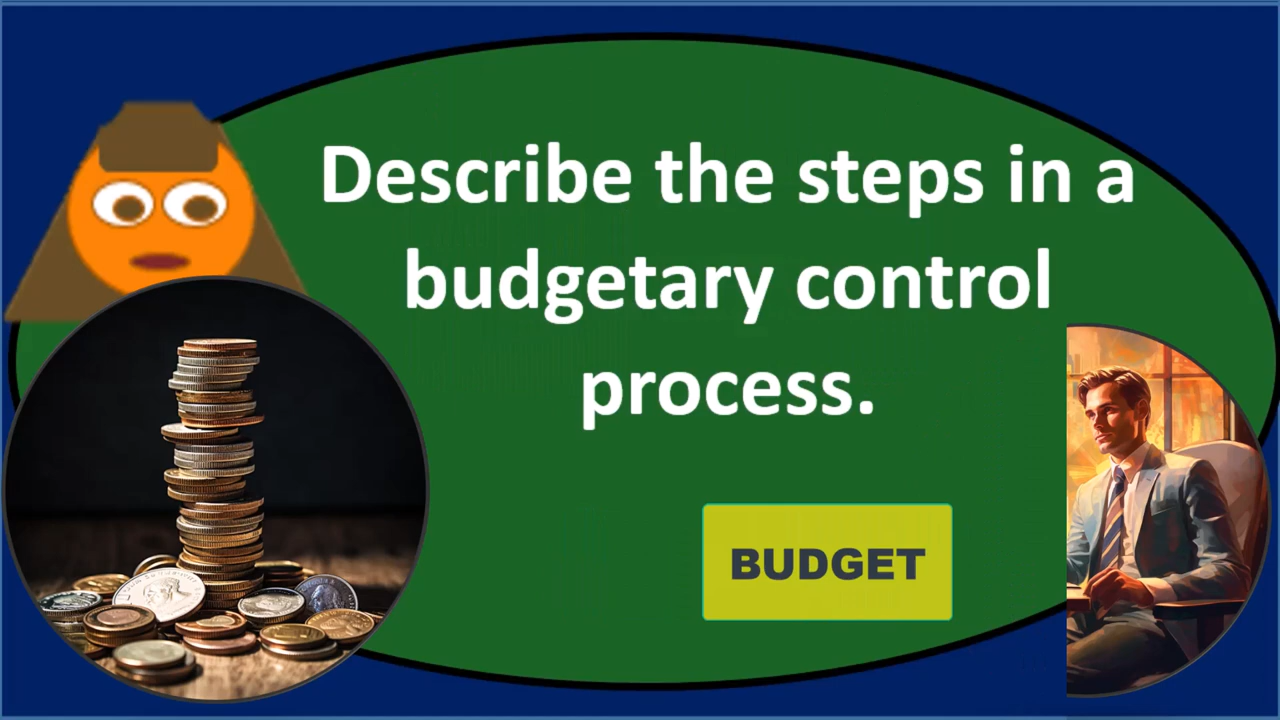 Describe the steps in a
budgetary control
process.
BUDGET